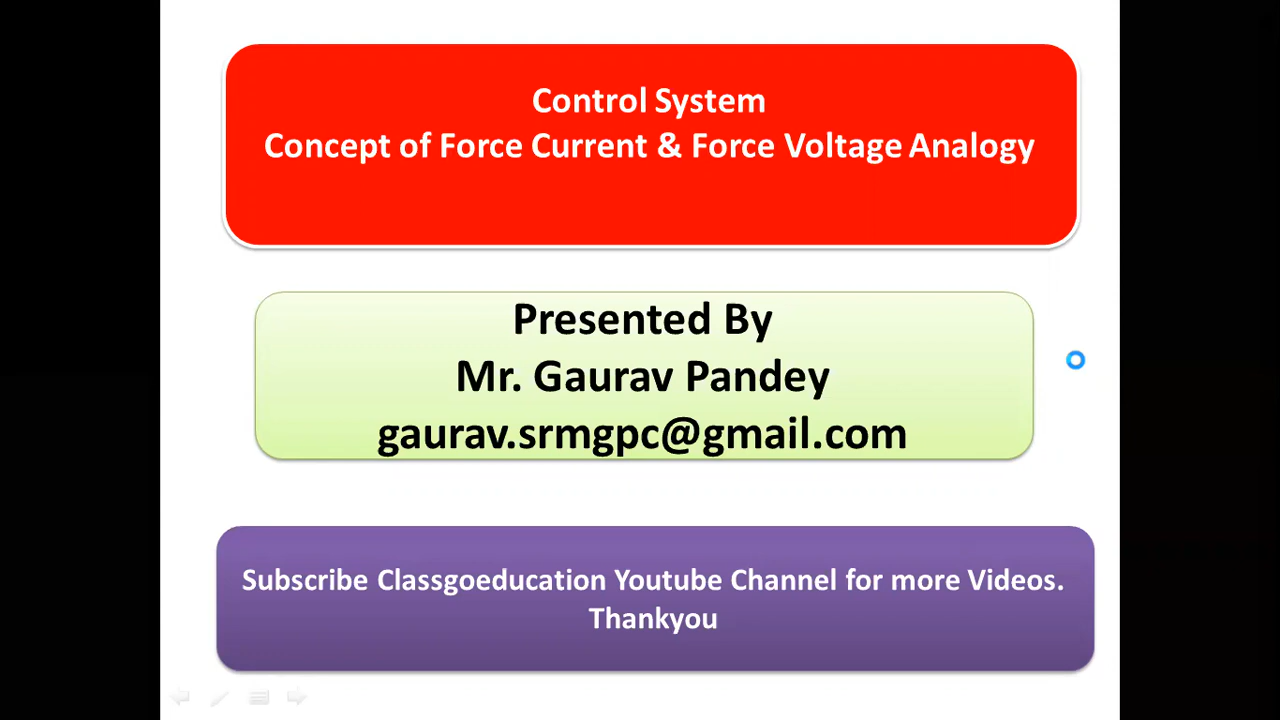 Control System
Concept of Force Current & Force Voltage Analogy
Presented By
Mr. Gaurav Pandey
gaurav.srmgpc@gmail.com
Subscribe Classgoeducation Youtube Channel for more Videos.
Thankyou